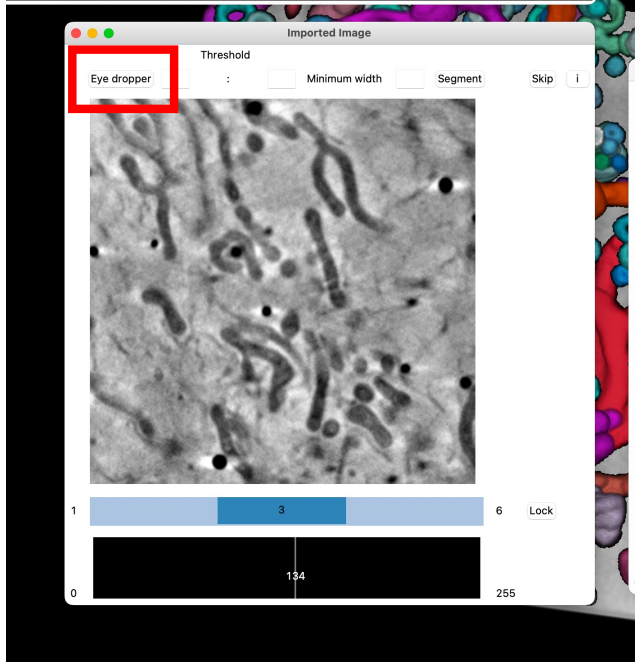 Imported Image
Threshold
Eye dropper : Minimum width Segment Skip i
1 3 6 Lock
134
0 255